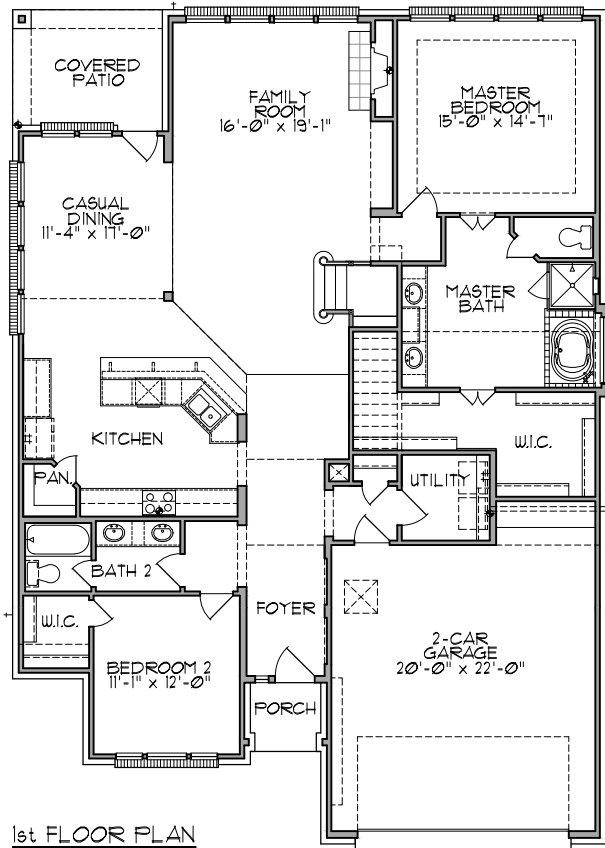 COVERED
PATIO
FAMILY
ROOM
16'-0" x 19'-1"
MASTER
BEDROOM
15'-0" x 14'-7"
CASUAL
DINING
11'-4" x 17'-0"
MASTER
BATH
KITCHEN
W.I.C.
PAN.
UTILITY
BATH 2
W.I.C.
FOYER
BEDROOM 2
11'-1" x 12'-0"
2-CAR
GARAGE
20'-0" x 22'-0"
PORCH
1st FLOOR PLAN